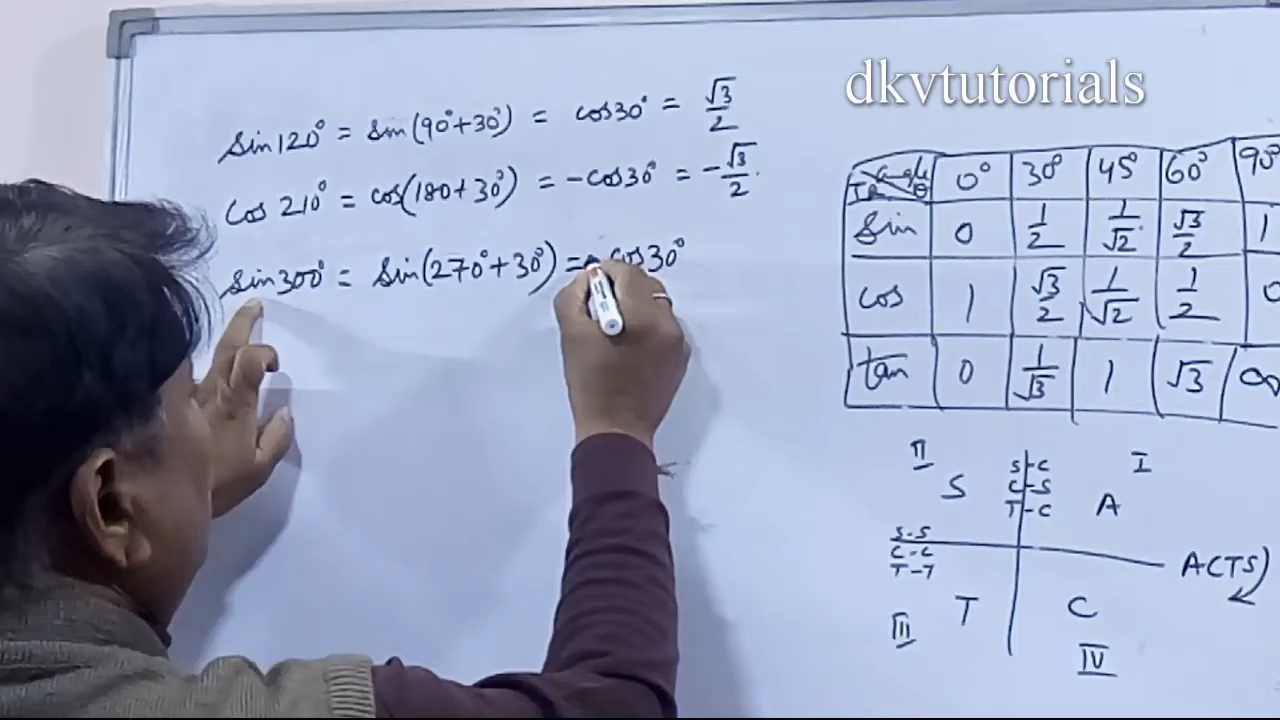 dkvtutorials
sin120° = sin(90°+30°) = cos30° = √3/2
cos 210° = cos(180+30°) = -cos30° = -√3/2.
sin300° = sin(270°+30°) = cos30°
0° 30° 45° 60° 90°
sin 0 1/2 1/√2 √3/2 1
cos 1 √3/2 1/√2 1/2 0
tan 0 1/√3 1 √3 ∞
II S-C I
S C-S A
T-C
S-S
C-C
T-T
ACTS
III T C
IV